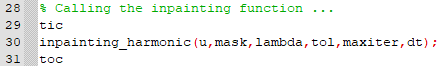 28 % Calling the inpainting function ...
29 tic
30 inpainting_harmonic(u,mask,lambda,tol,maxiter,dt);
31 toc